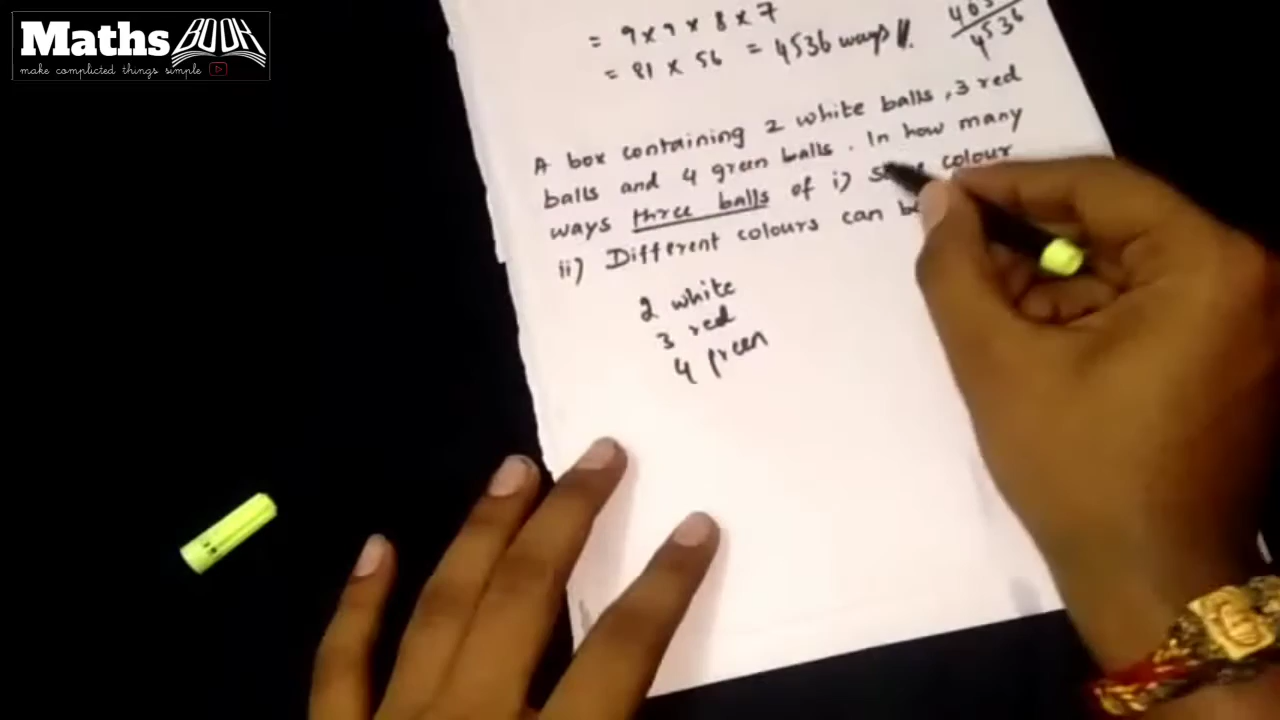 Maths BOOK
make complicted things simple
= 9 x 9 x 8 x 7
= 81 x 56 = 4536 ways //.
4536
A box containing 2 white balls, 3 red
balls and 4 green balls. In how many
ways three balls of i) colour
ii) Different colours can be
2 white
3 red
4 green